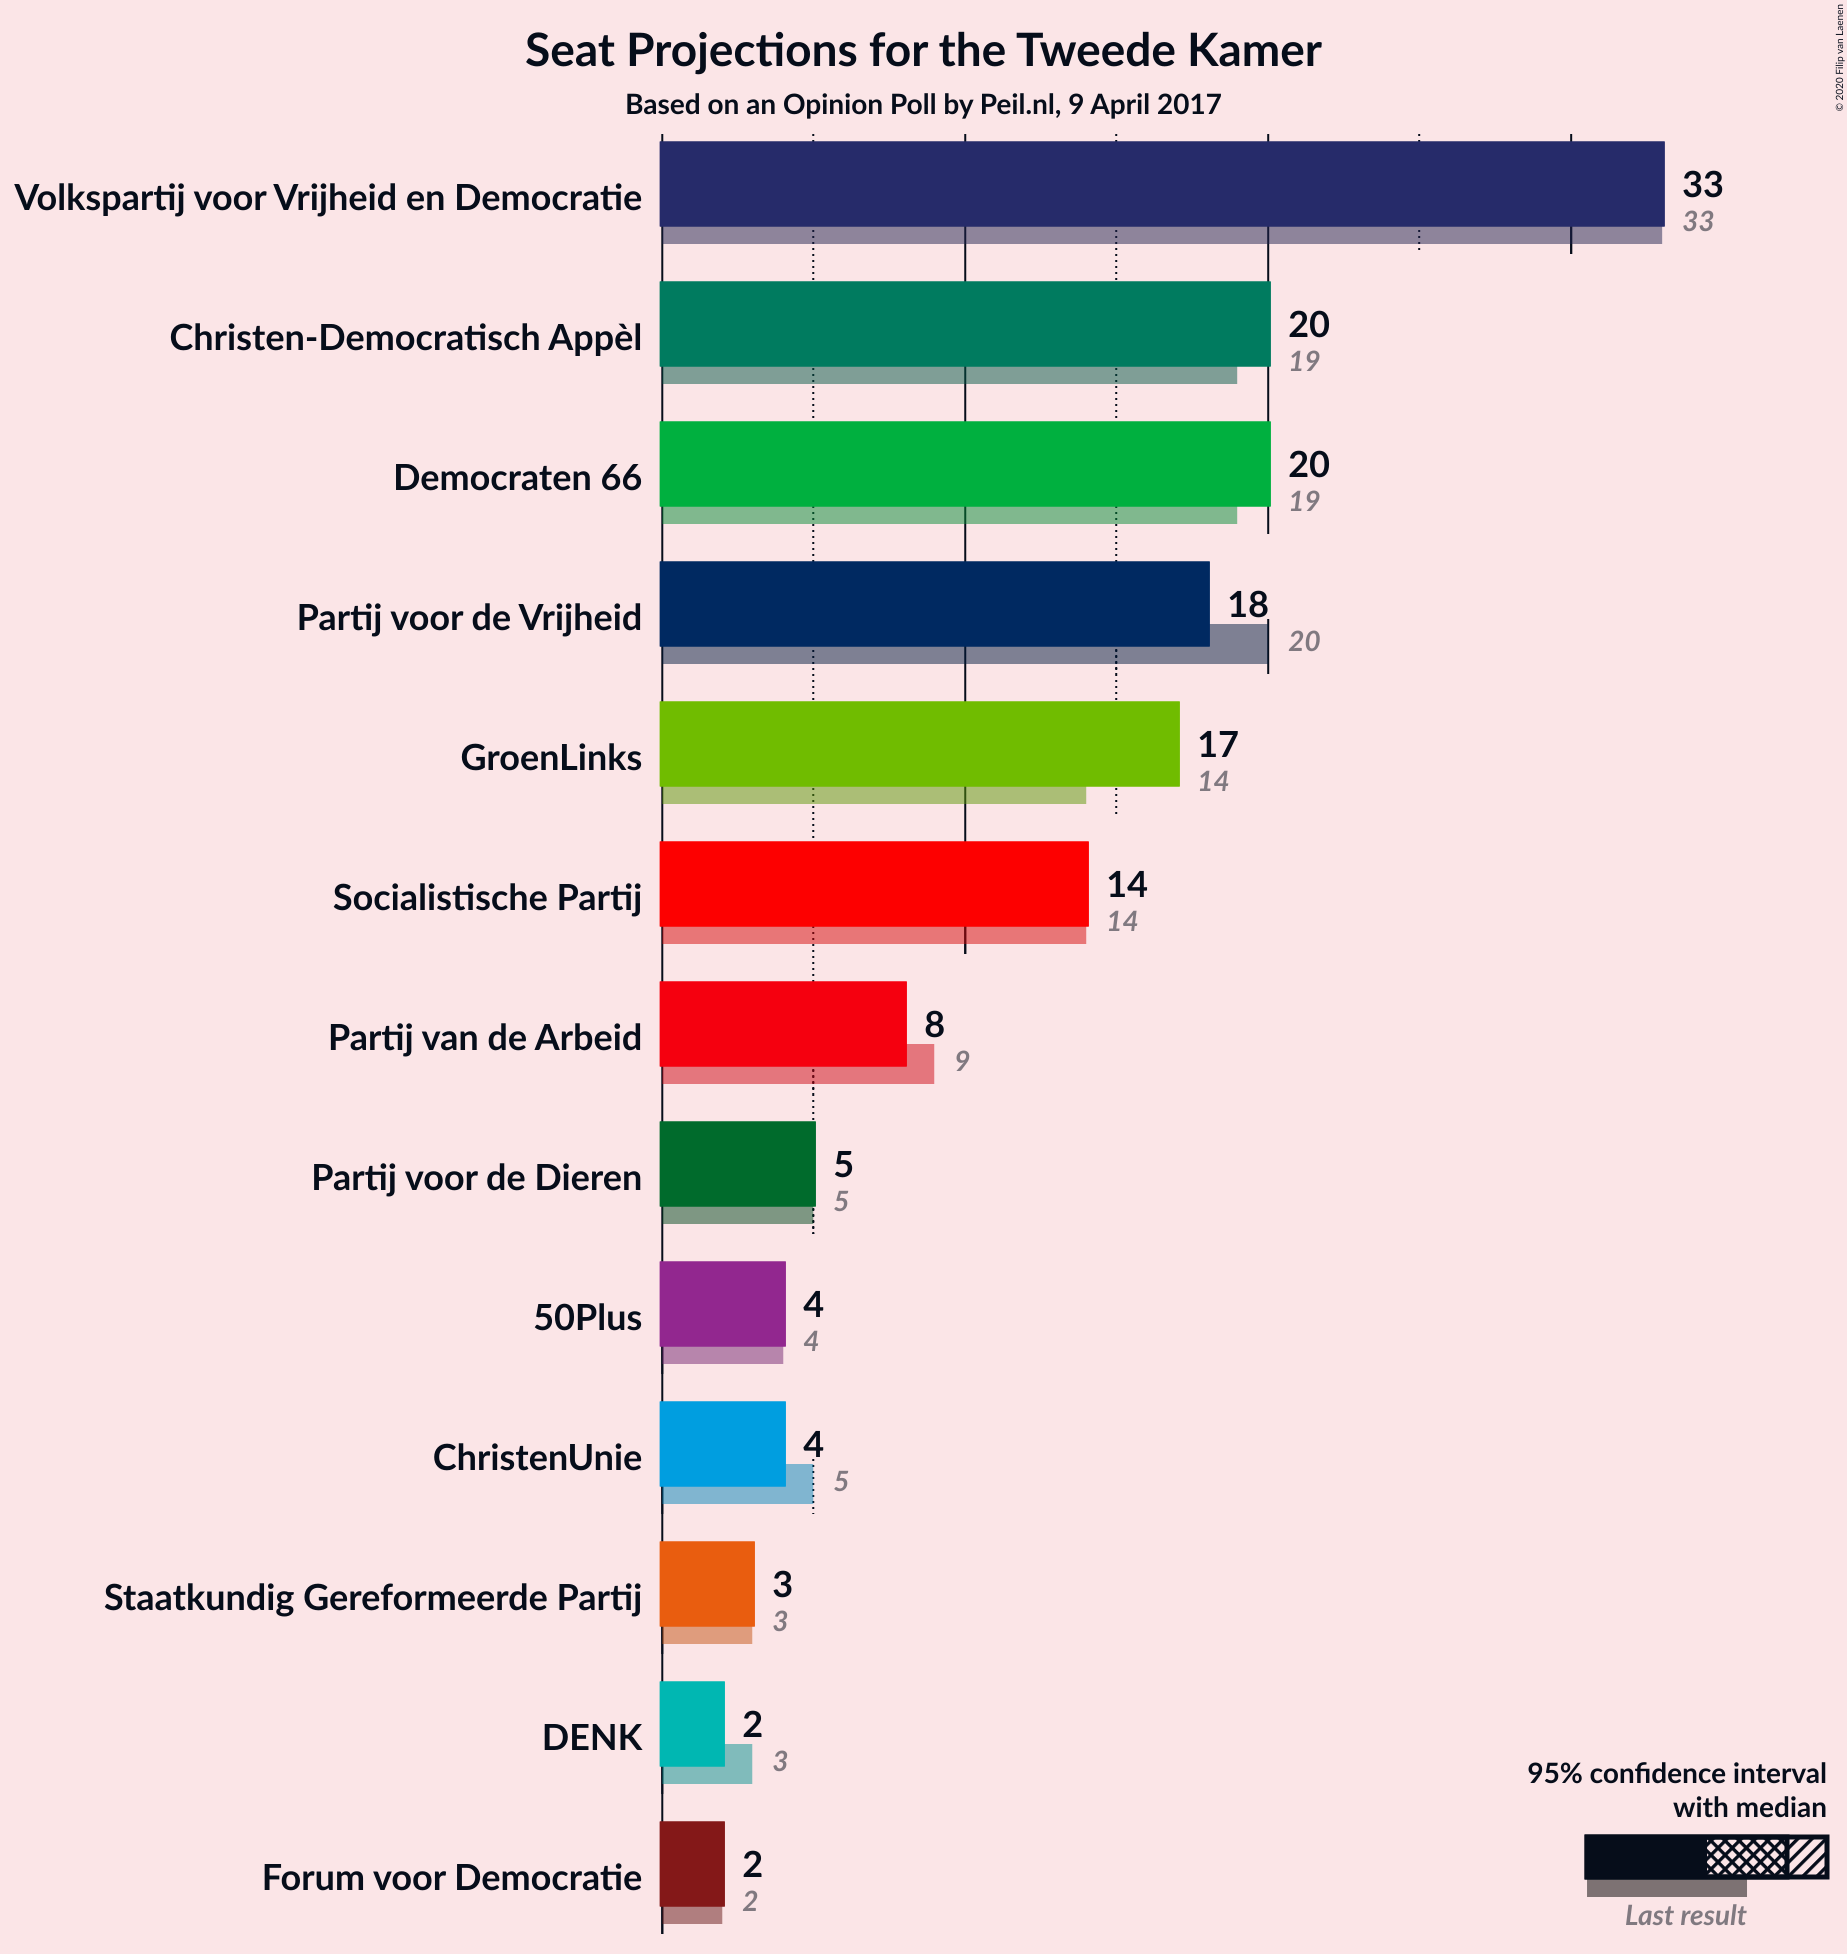 Seat Projections for the Tweede Kamer
Based on an Opinion Poll by Peil.nl, 9 April 2017
© 2020 Filip van Laenen
Volkspartij voor Vrijheid en Democratie
33
33
Christen-Democratisch Appèl
20
19
Democraten 66
20
19
Partij voor de Vrijheid
18
20
GroenLinks
17
14
Socialistische Partij
14
14
Partij van de Arbeid
8
9
Partij voor de Dieren
5
5
50Plus
4
4
ChristenUnie
4
5
Staatkundig Gereformeerde Partij
3
3
DENK
2
3
Forum voor Democratie
2
2
95% confidence interval
with median
Last result